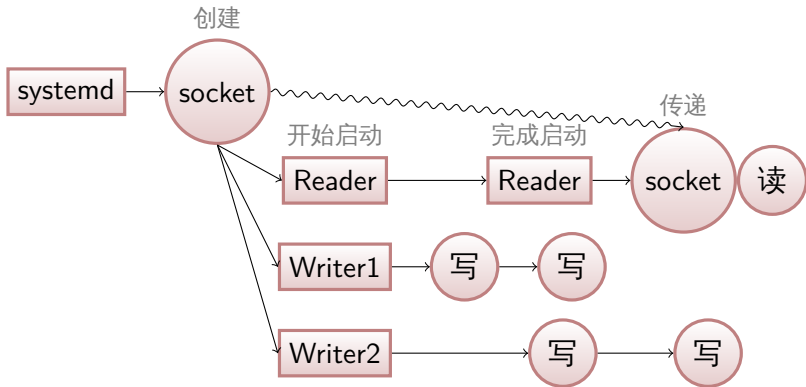 创建
systemd
socket
传递
开始启动
完成启动
Reader
Reader
socket
读
Writer1
写
写
Writer2
写
写